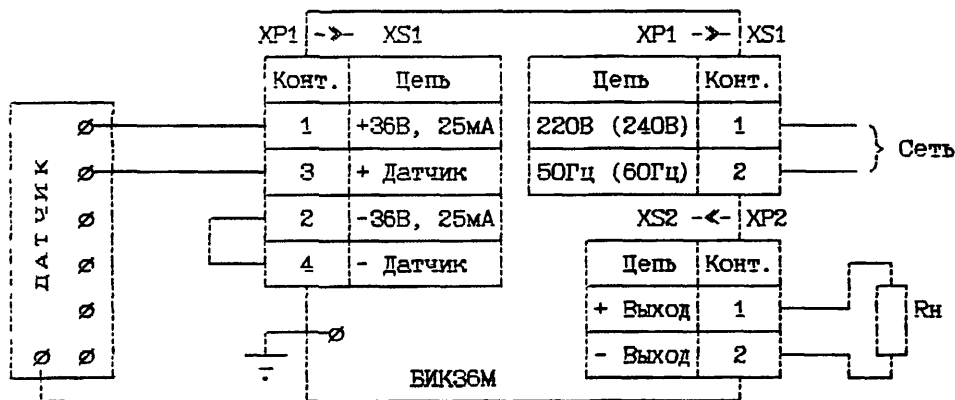 XP1 -≻- XS1
XP1 -≻- XS1
Конт. Цепь
1 +36В, 25мА
3 + Датчик
2 -36В, 25мА
4 - Датчик
Цепь Конт.
220В (240В) 1
50Гц (60Гц) 2
Сеть
XS2 -≺- XP2
Цепь Конт.
+ Выход 1
- Выход 2
Rн
ДАТЧИК
БИК36М